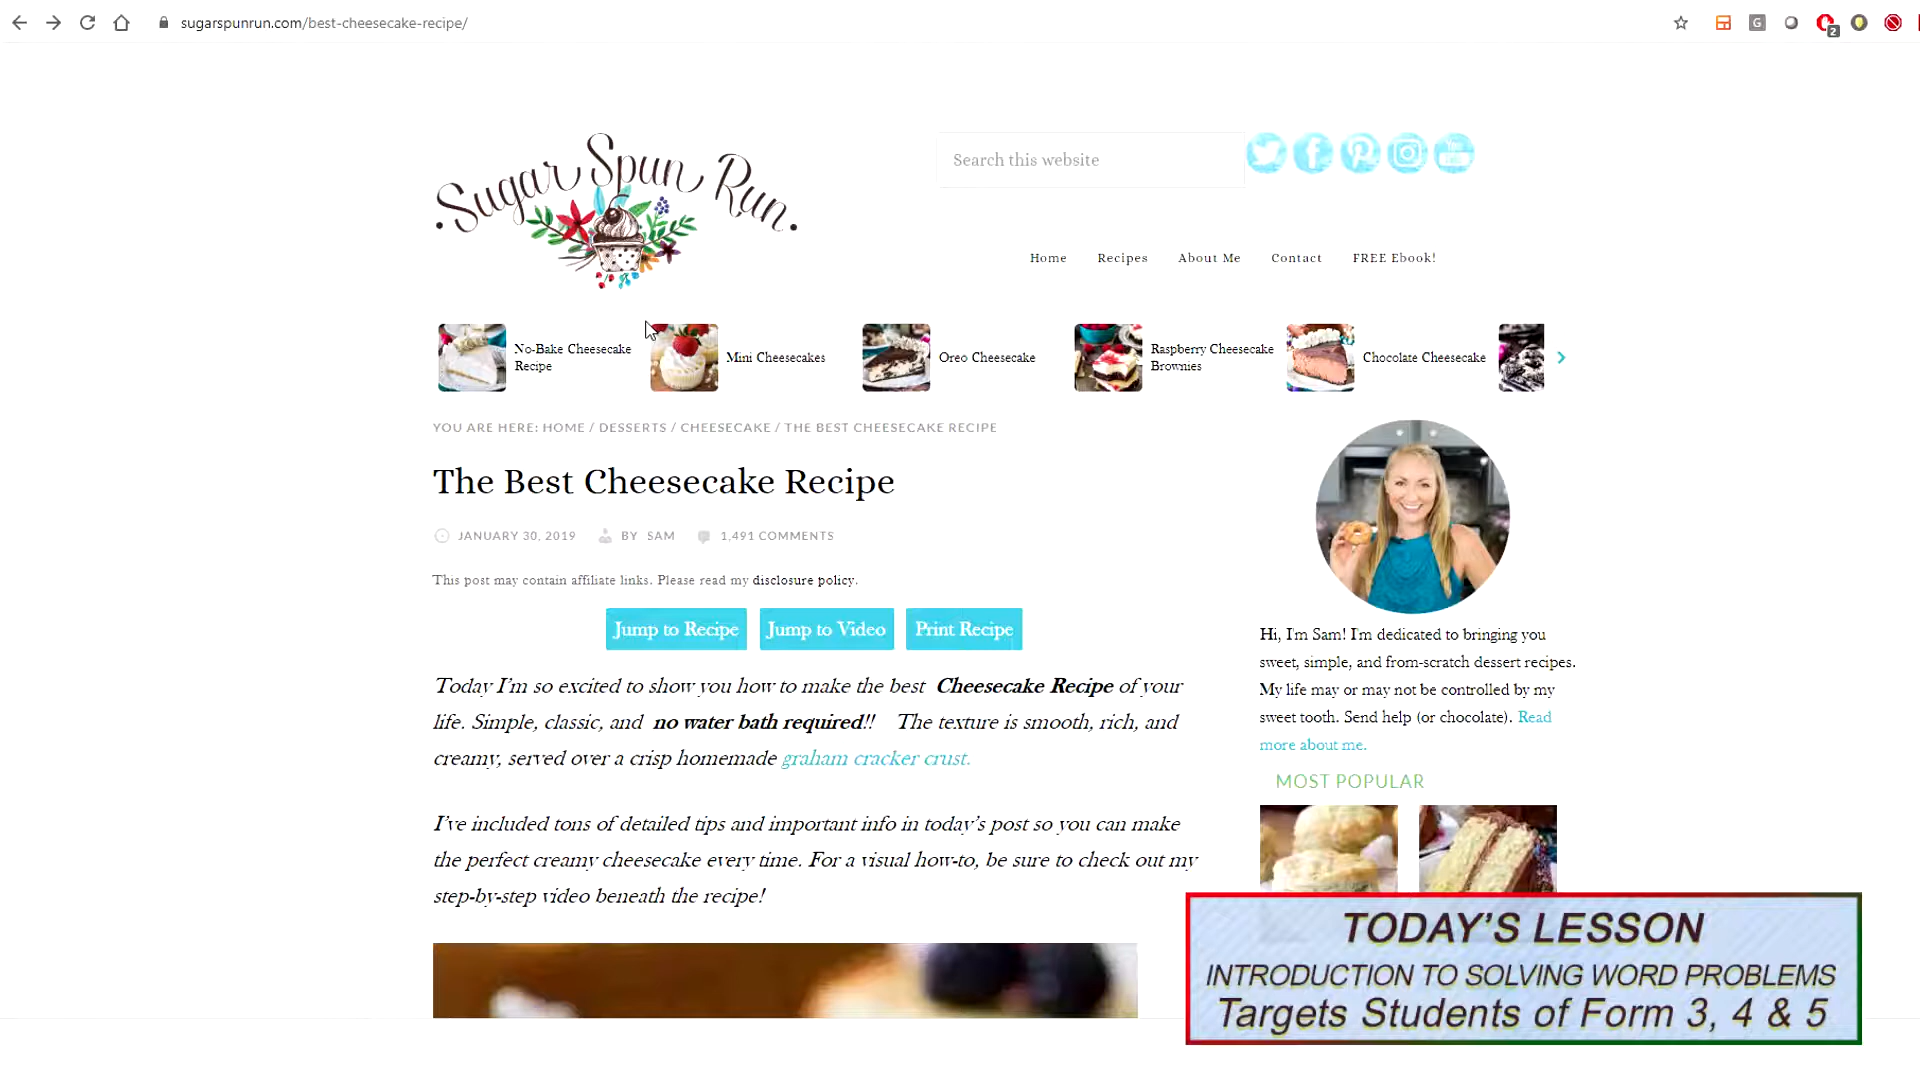 sugarspunrun.com/best-cheesecake-recipe/
G
2
Sugar Spun Run
Search this website
You Tube
Home Recipes About Me Contact FREE Ebook!
No-Bake Cheesecake
Recipe
Mini Cheesecakes
Oreo Cheesecake
Raspberry Cheesecake
Brownies
Chocolate Cheesecake
YOU ARE HERE: HOME / DESSERTS / CHEESECAKE / THE BEST CHEESECAKE RECIPE
The Best Cheesecake Recipe
JANUARY 30, 2019 BY SAM 1,491 COMMENTS
This post may contain affiliate links. Please read my disclosure policy.
Jump to Recipe Jump to Video Print Recipe
Today I'm so excited to show you how to make the best Cheesecake Recipe of your
life. Simple, classic, and no water bath required!! The texture is smooth, rich, and
creamy, served over a crisp homemade graham cracker crust.
I've included tons of detailed tips and important info in today's post so you can make
the perfect creamy cheesecake every time. For a visual how-to, be sure to check out my
step-by-step video beneath the recipe!
Hi, I'm Sam! I'm dedicated to bringing you
sweet, simple, and from-scratch dessert recipes.
My life may or may not be controlled by my
sweet tooth. Send help (or chocolate). Read
more about me.
MOST POPULAR
TODAY'S LESSON
INTRODUCTION TO SOLVING WORD PROBLEMS
Targets Students of Form 3, 4 & 5